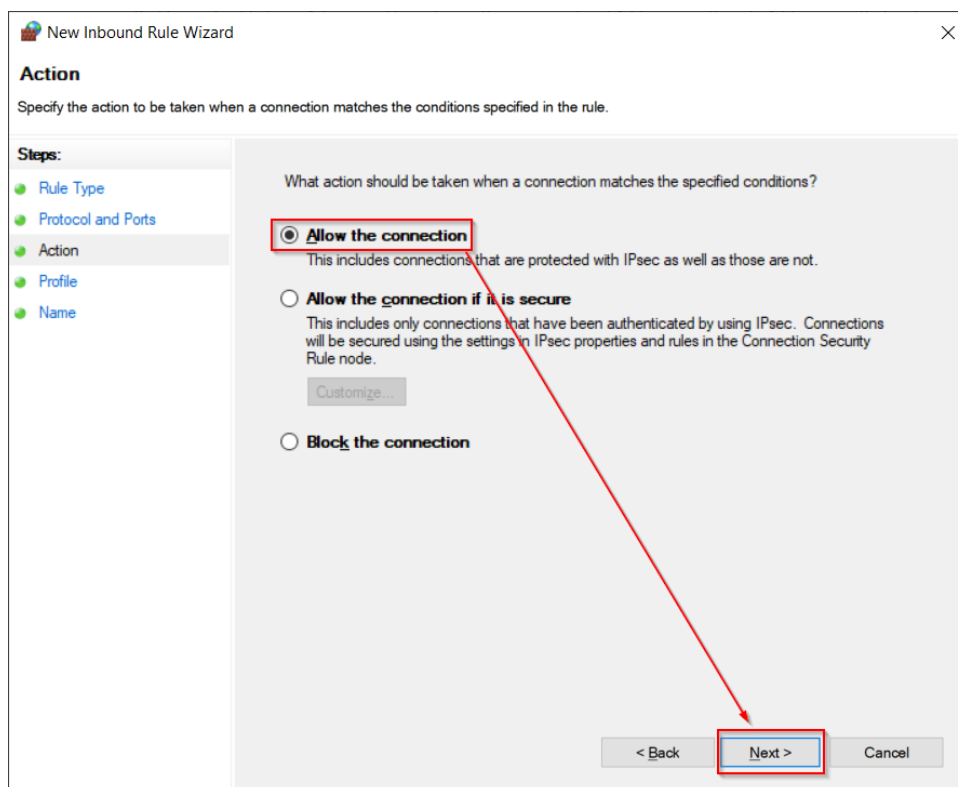 New Inbound Rule Wizard
Action
Specify the action to be taken when a connection matches the conditions specified in the rule.
Steps:
Rule Type
Protocol and Ports
Action
Profile
Name
What action should be taken when a connection matches the specified conditions?
Allow the connection
This includes connections that are protected with IPsec as well as those are not.
Allow the connection if it is secure
This includes only connections that have been authenticated by using IPsec. Connections
will be secured using the settings in IPsec properties and rules in the Connection Security
Rule node.
Customize...
Block the connection
< Back
Next >
Cancel